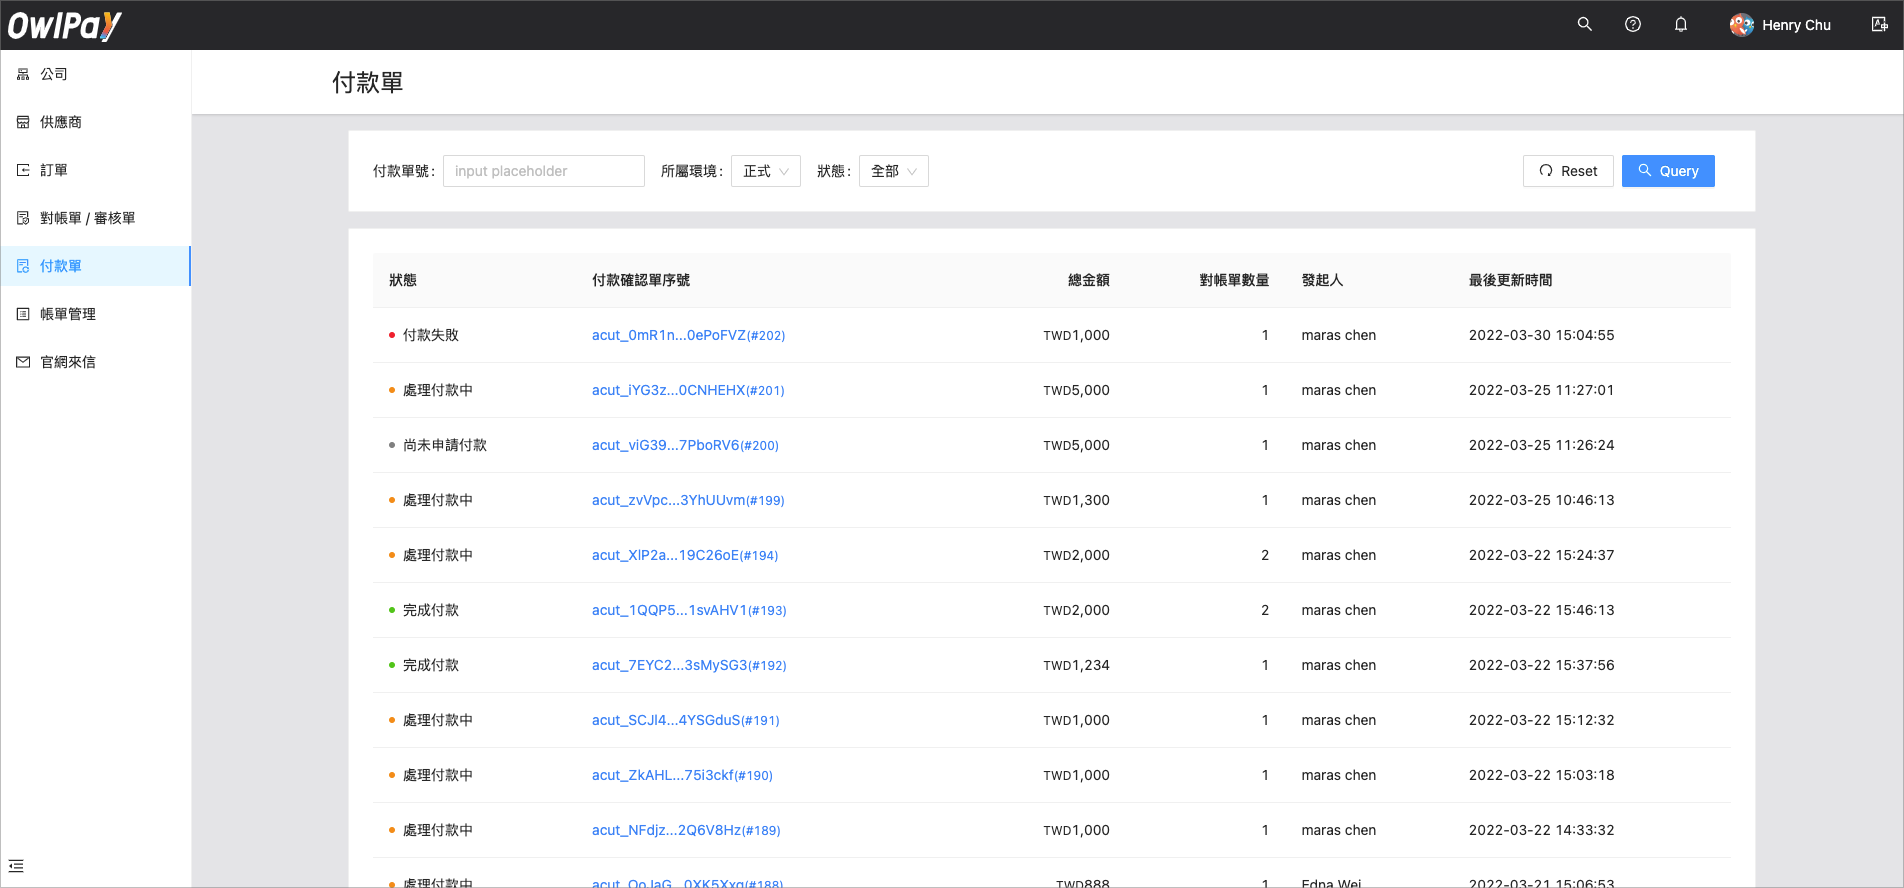 OwlPay
Henry Chu
公司
供應商
訂單
對帳單 / 審核單
付款單
帳單管理
官網來信
付款單
付款單號: input placeholder 所屬環境: 正式 狀態: 全部 Reset Query
狀態 付款確認單序號 總金額 對帳單數量 發起人 最後更新時間
付款失敗 acut_0mR1n...0ePoFVZ(#202) TWD1,000 1 maras chen 2022-03-30 15:04:55
處理付款中 acut_iYG3z...0CNHEHX(#201) TWD5,000 1 maras chen 2022-03-25 11:27:01
尚未申請付款 acut_viG39...7PboRV6(#200) TWD5,000 1 maras chen 2022-03-25 11:26:24
處理付款中 acut_zvVpc...3YhUUvm(#199) TWD1,300 1 maras chen 2022-03-25 10:46:13
處理付款中 acut_XlP2a...19C26oE(#194) TWD2,000 2 maras chen 2022-03-22 15:24:37
完成付款 acut_1QQP5...1svAHV1(#193) TWD2,000 2 maras chen 2022-03-22 15:46:13
完成付款 acut_7EYC2...3sMySG3(#192) TWD1,234 1 maras chen 2022-03-22 15:37:56
處理付款中 acut_SCJl4...4YSGduS(#191) TWD1,000 1 maras chen 2022-03-22 15:12:32
處理付款中 acut_ZkAHL...75i3ckf(#190) TWD1,000 1 maras chen 2022-03-22 15:03:18
處理付款中 acut_NFdjz...2Q6V8Hz(#189) TWD1,000 1 maras chen 2022-03-22 14:33:32
處理付款中 TWD888 1 Edna Wei 2022-03-21 15:06:53